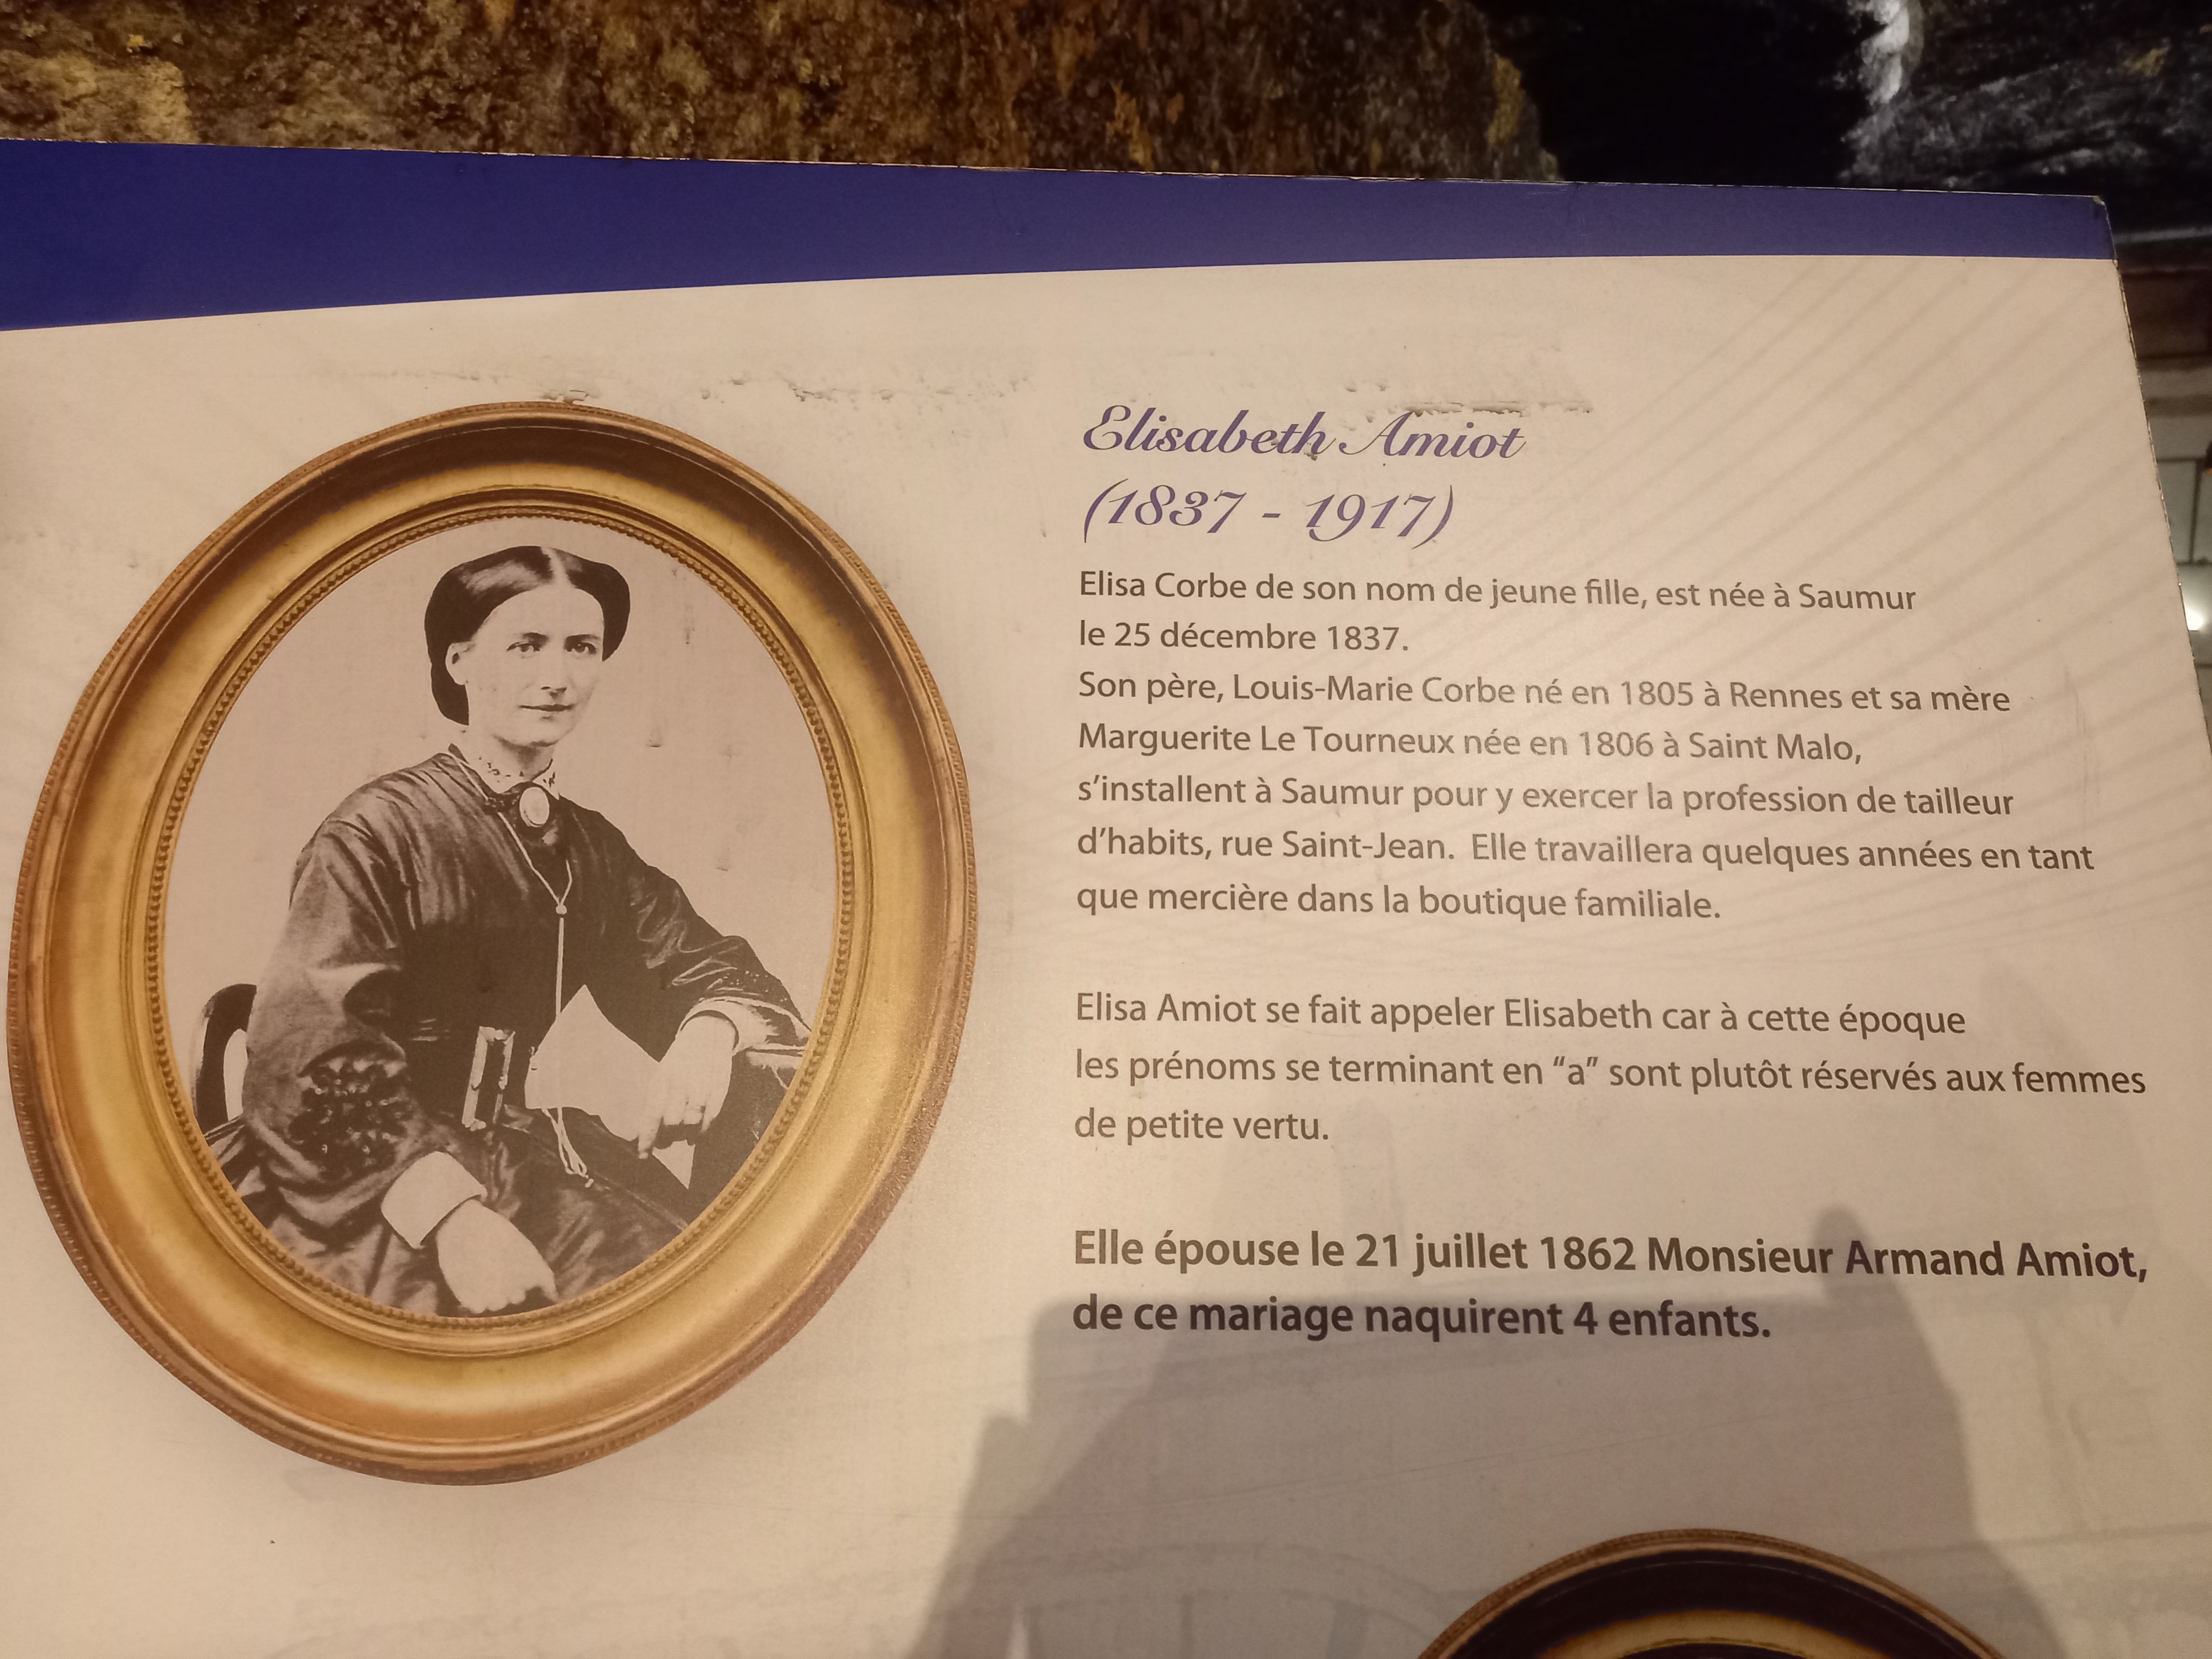 Elisabeth Amiot
(1837 - 1917)
Elisa Corbe de son nom de jeune fille, est née à Saumur
le 25 décembre 1837.
Son père, Louis-Marie Corbe né en 1805 à Rennes et sa mère
Marguerite Le Tourneux née en 1806 à Saint Malo,
s'installent à Saumur pour y exercer la profession de tailleur
d'habits, rue Saint-Jean. Elle travaillera quelques années en tant
que mercière dans la boutique familiale.
Elisa Amiot se fait appeler Elisabeth car à cette époque
les prénoms se terminant en “a” sont plutôt réservés aux femmes
de petite vertu.
Elle épouse le 21 juillet 1862 Monsieur Armand Amiot,
de ce mariage naquirent 4 enfants.